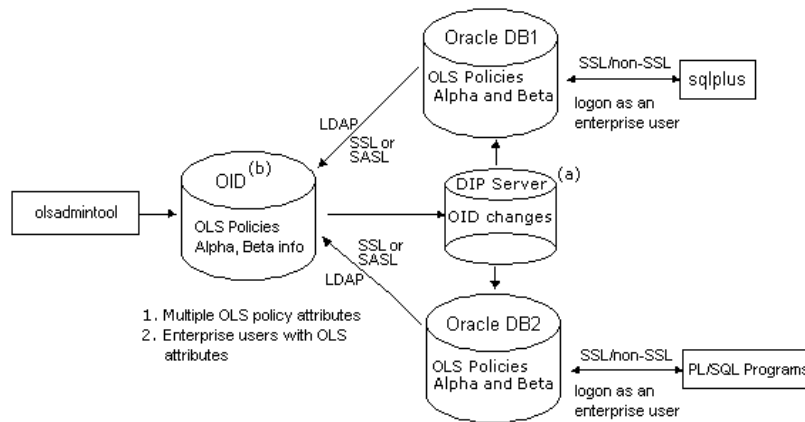 Oracle DB1
OLS Policies
Alpha and Beta
SSL/non-SSL
sqlplus
logon as an
enterprise user
LDAP
SSL or
SASL
OID (b)
DIP Server (a)
OID changes
olsadmintool
OLS Policies
Alpha, Beta info
SSL or
SASL
LDAP
1. Multiple OLS policy attributes
2. Enterprise users with OLS
attributes
Oracle DB2
OLS Policies
Alpha and Beta
SSL/non-SSL
PL/SQL Programs
logon as an
enterprise user